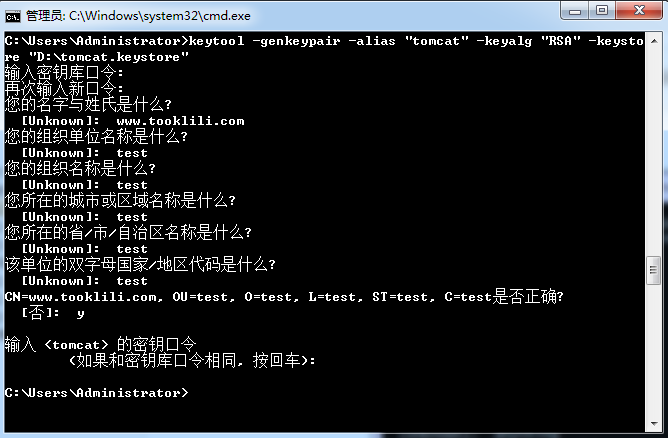 管理员: C:\Windows\system32\cmd.exe
C:\Users\Administrator>keytool -genkeypair -alias "tomcat" -keyalg "RSA" -keysto
re "D:\tomcat.keystore"
输入密钥库口令:
再次输入新口令:
您的名字与姓氏是什么?
  [Unknown]:  www.tooklili.com
您的组织单位名称是什么?
  [Unknown]:  test
您的组织名称是什么?
  [Unknown]:  test
您所在的城市或区域名称是什么?
  [Unknown]:  test
您所在的省/市/自治区名称是什么?
  [Unknown]:  test
该单位的双字母国家/地区代码是什么?
  [Unknown]:  test
CN=www.tooklili.com, OU=test, O=test, L=test, ST=test, C=test是否正确?
  [否]:  y
输入 <tomcat> 的密钥口令
        (如果和密钥库口令相同, 按回车):
C:\Users\Administrator>